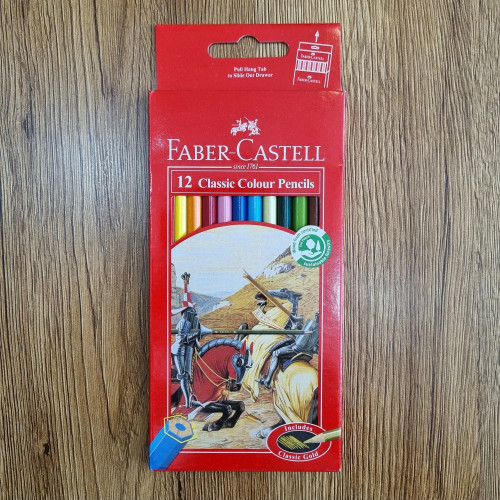 Pull Hang Tab
to Slide Out Drawer
FABER-CASTELL
FABER-CASTELL
since 1761
12 Classic Colour Pencils
Includes
Classic Gold